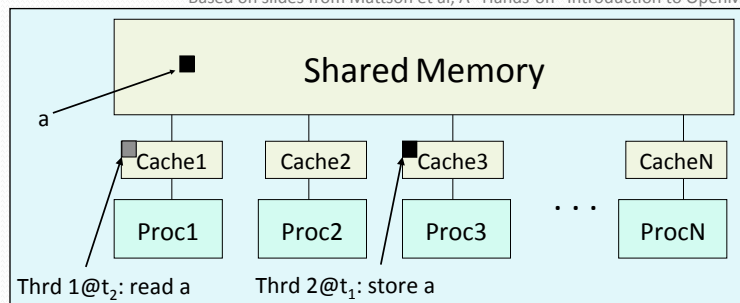 Based on slides from Mattson et al, A "Hands-on" Introduction to
Shared Memory
a
Cache1 Cache2 Cache3 CacheN
Proc1 Proc2 Proc3 . . . ProcN
Thrd 1@t₂: read a Thrd 2@t₁: store a